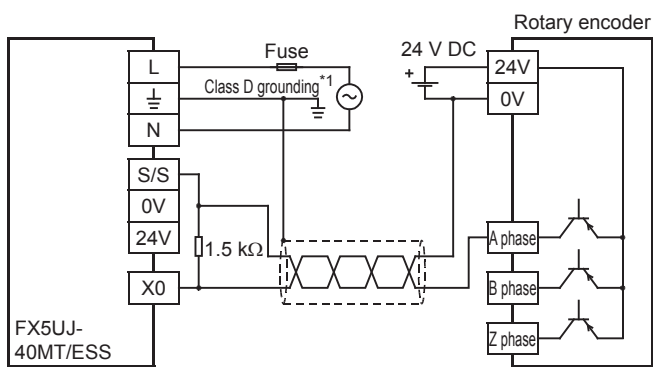 Rotary encoder
L
Fuse
24 V DC
24V
Class D grounding*1
+
0V
N
S/S
0V
24V
1.5 kΩ
A phase
X0
B phase
FX5UJ-
40MT/ESS
Z phase